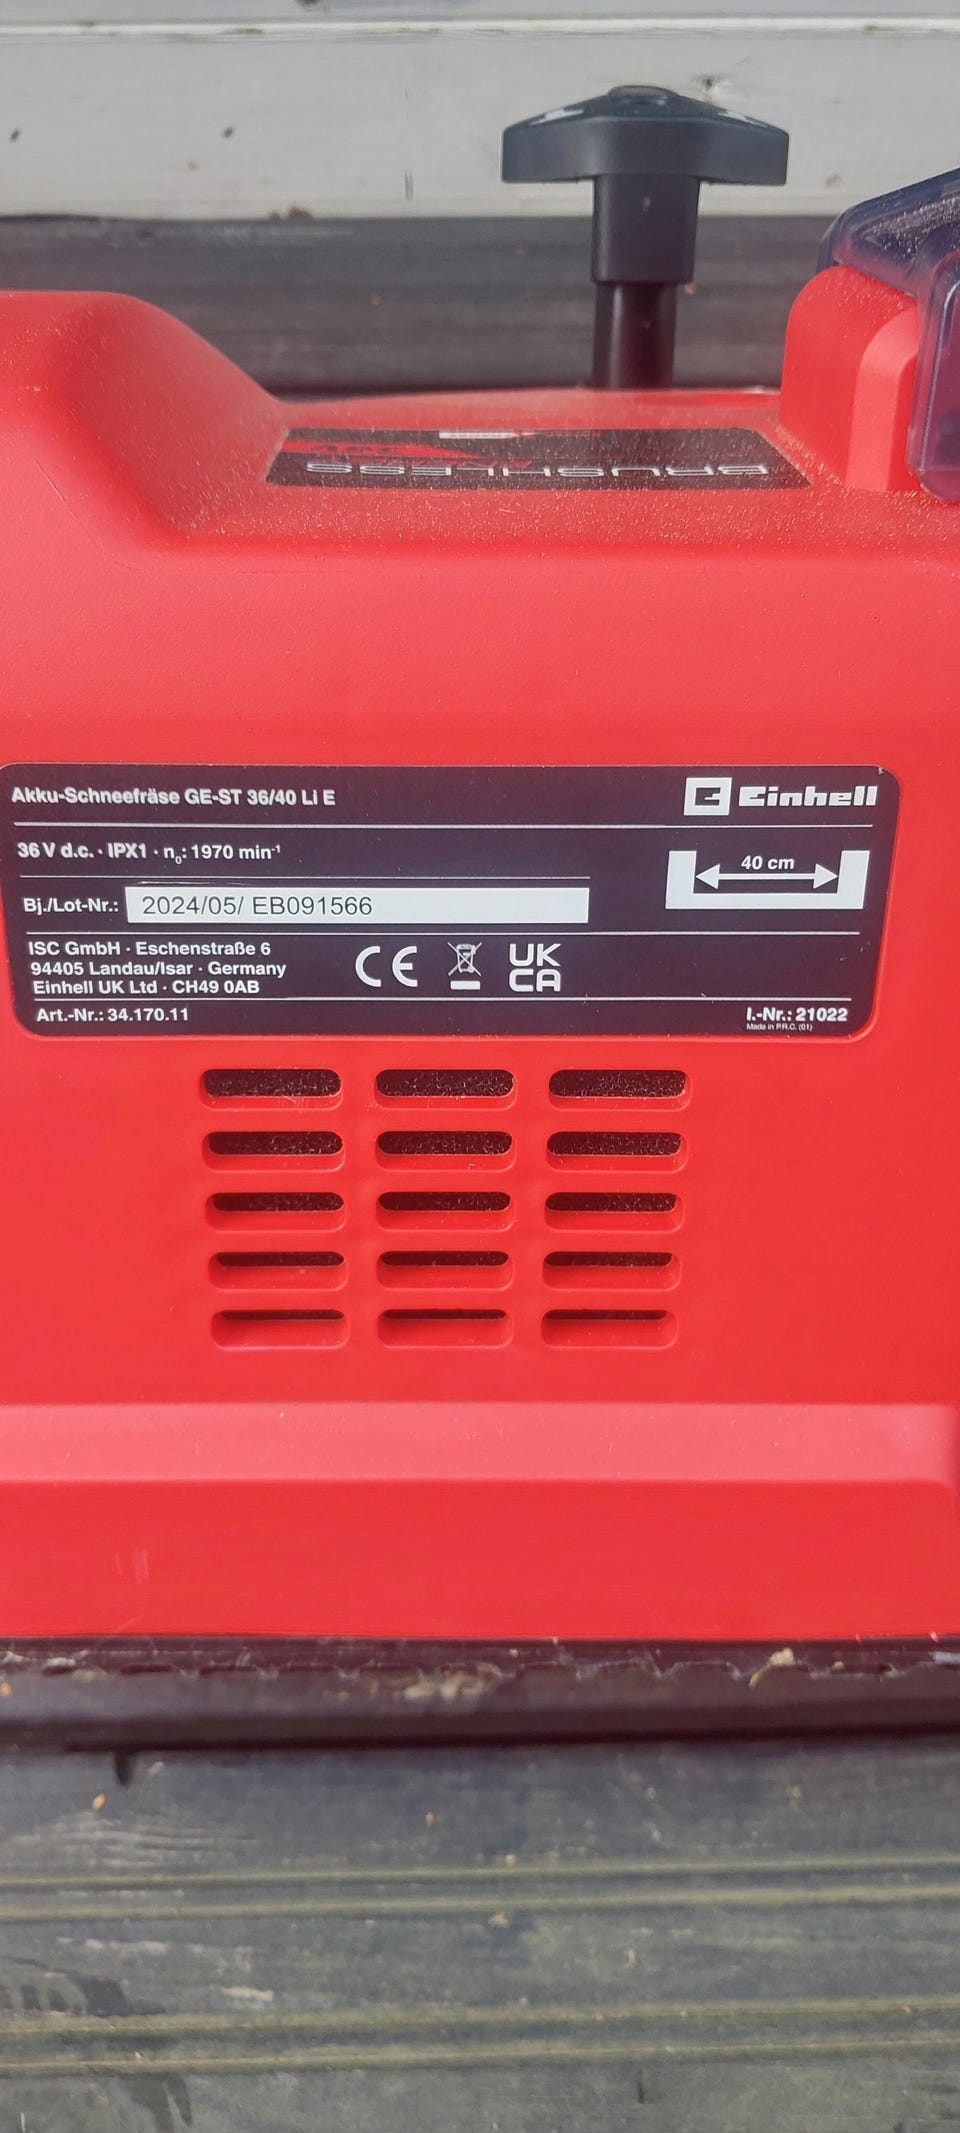 BRUSHLESS
Akku-Schneefräse GE-ST 36/40 Li E
Einhell
36 V d.c. · IPX1 · n₀: 1970 min⁻¹
40 cm
Bj./Lot-Nr.: 2024/05/ EB091566
ISC GmbH · Eschenstraße 6
94405 Landau/Isar · Germany
Einhell UK Ltd · CH49 0AB
CE
UK
CA
Art.-Nr.: 34.170.11
I.-Nr.: 21022
Made in P.R.C. (01)